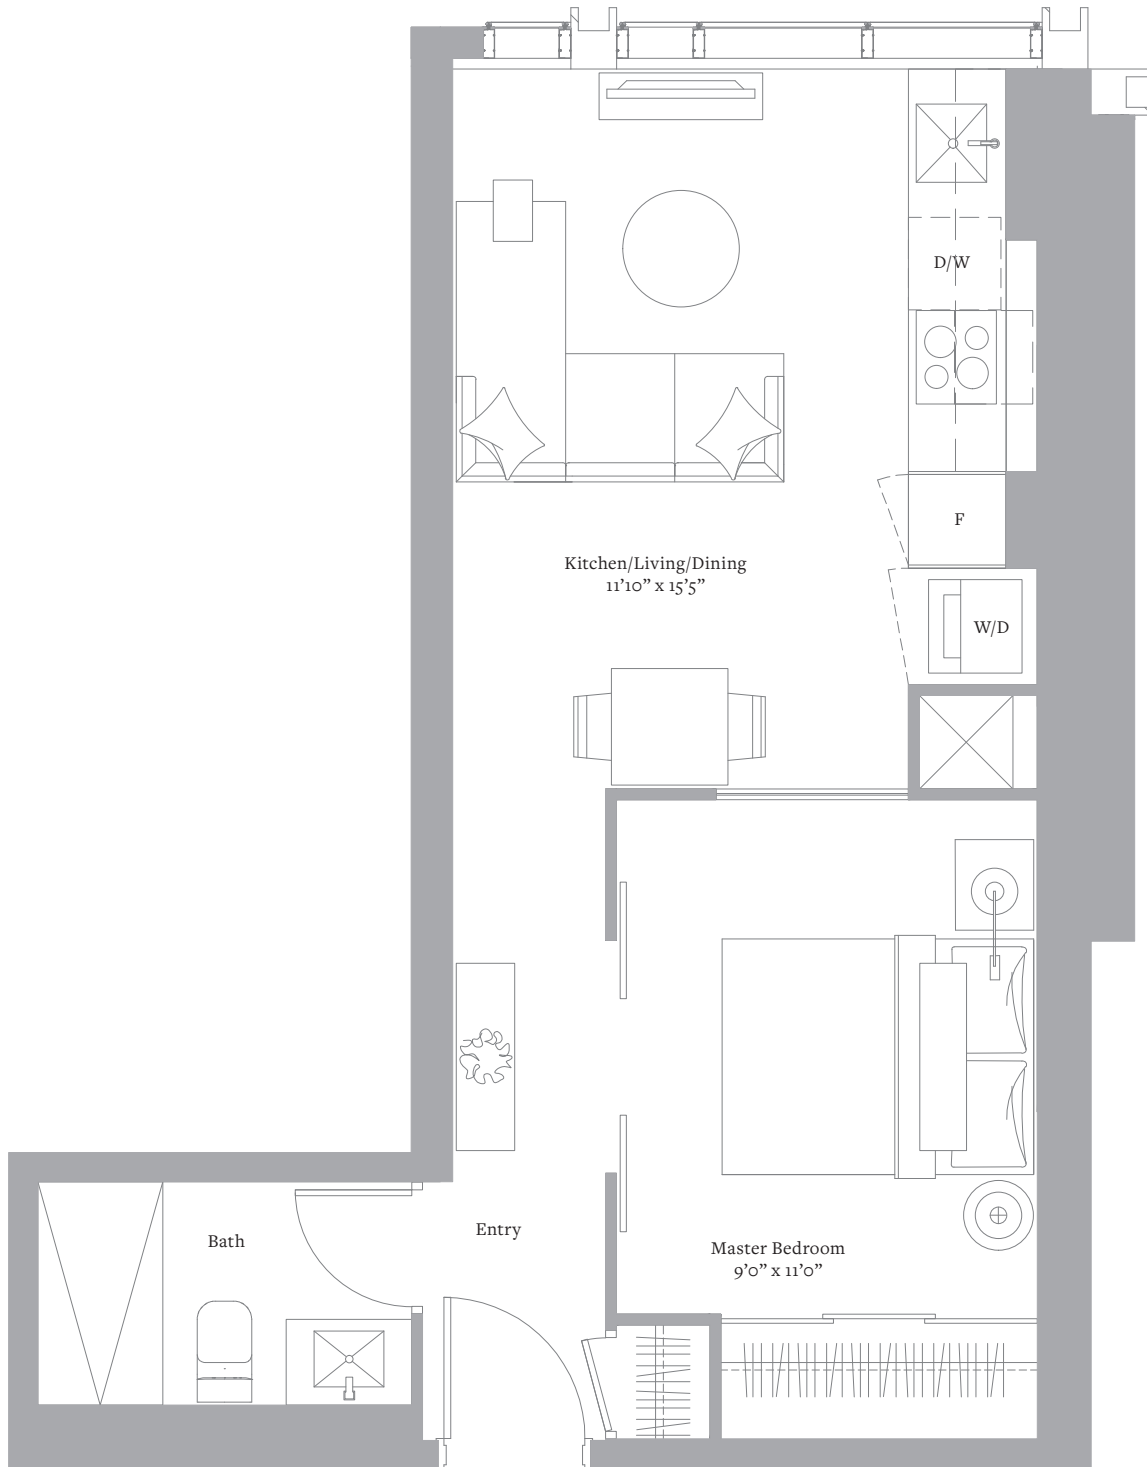 D/W
F
Kitchen/Living/Dining
11’10” x 15’5”
W/D
Entry
Bath
Master Bedroom
9’0” x 11’0”